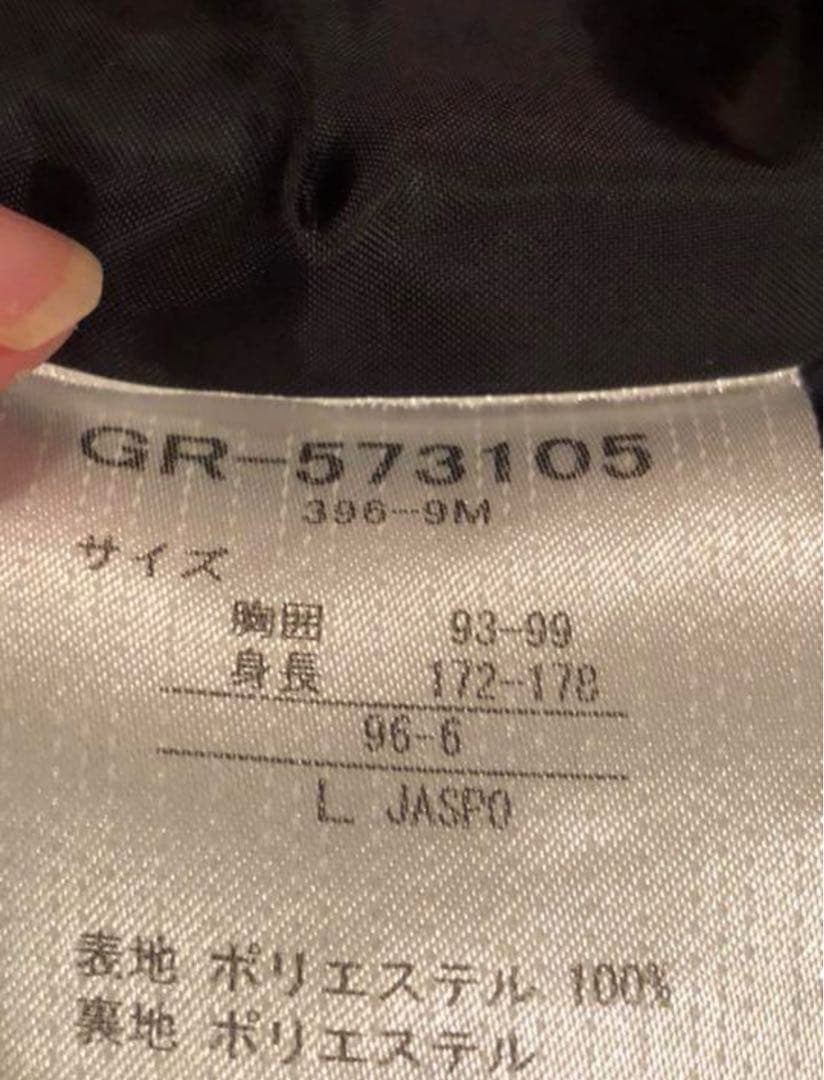 GR-573105
396-9M
サイズ
胸囲 93-99
身長 172-178
96-6
L JASPO
表地 ポリエステル 100%
裏地 ポリエステル